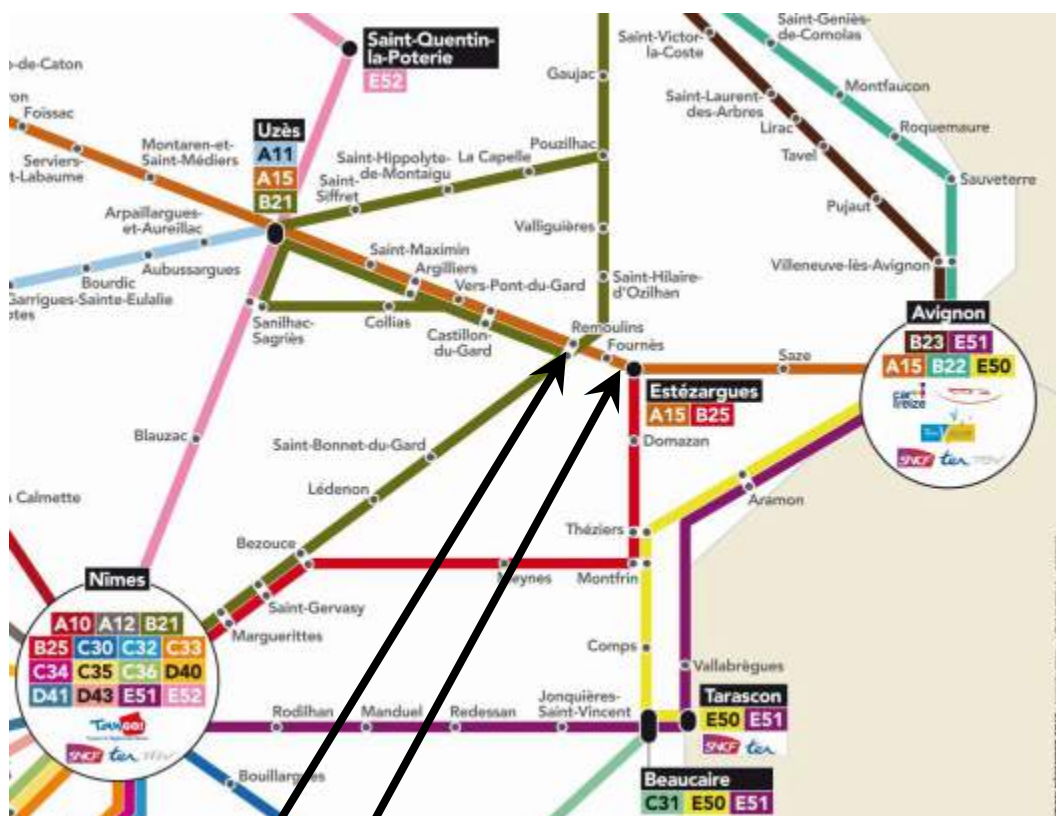 Saint-Quentin-
la-Poterie
E52
Gaujac
Saint-Victor-
la-Coste
Saint-Geniès-
de-Comolas
-de-Caton
Foissac
Serviers-
t-Labaume
Montaren-et-
Saint-Médiers
Uzès
A11
A15
B21
Saint-Hippolyte-
de-Montaigu
Saint-
Siffret
La Capelle
Pouzilhac
Saint-Laurent-
des-Arbres
Lirac
Tavel
Montfaucon
Roquemaure
Sauveterre
Pujaut
Villeneuve-lès-Avignon
Arpaillargues-
et-Aureillac
Aubussargues
Bourdic
Garrigues-Sainte-Eulalie
Valliguières
Saint-Maximin
Argilliers
Vers-Pont-du-Gard
Saint-Hilaire-
d'Ozilhan
Sanilhac-
Sagriès
Collias
Castillon-
du-Gard
Remoulins
Fournès
Saze
Avignon
B23 E51
A15 B22 E50
SNCF ter
Estézargues
A15 B25
Blauzac
Saint-Bonnet-du-Gard
Domazan
Lédenon
a Calmette
Aramon
Théziers
Bezouce
Meynes
Montfrin
Saint-Gervasy
Marguerittes
Nîmes
A10 A12 B21
B25 C30 C32 C33
C34 C35 C36 D40
D41 D43 E51 E52
SNCF ter
Comps
Vallabrègues
Rodilhan
Manduel
Redessan
Jonquières-
Saint-Vincent
Tarascon
E50 E51
SNCF ter
Bouillargues
Beaucaire
C31 E50 E51